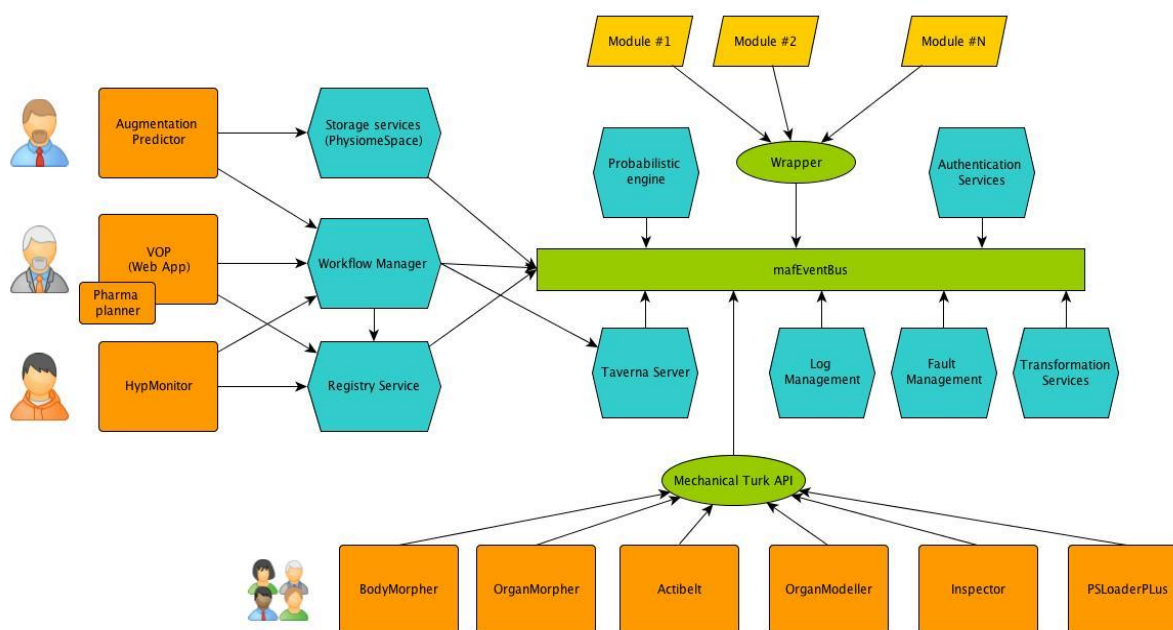 Module #1
Module #2
Module #N
Augmentation
Predictor
Storage services
(PhysiomeSpace)
Probabilistic
engine
Wrapper
Authentication
Services
VOP
(Web App)
Workflow Manager
mafEventBus
Pharma
planner
HypMonitor
Registry Service
Taverna Server
Log
Management
Fault
Management
Transformation
Services
Mechanical Turk API
BodyMorpher
OrganMorpher
Actibelt
OrganModeller
Inspector
PSLoaderPLus